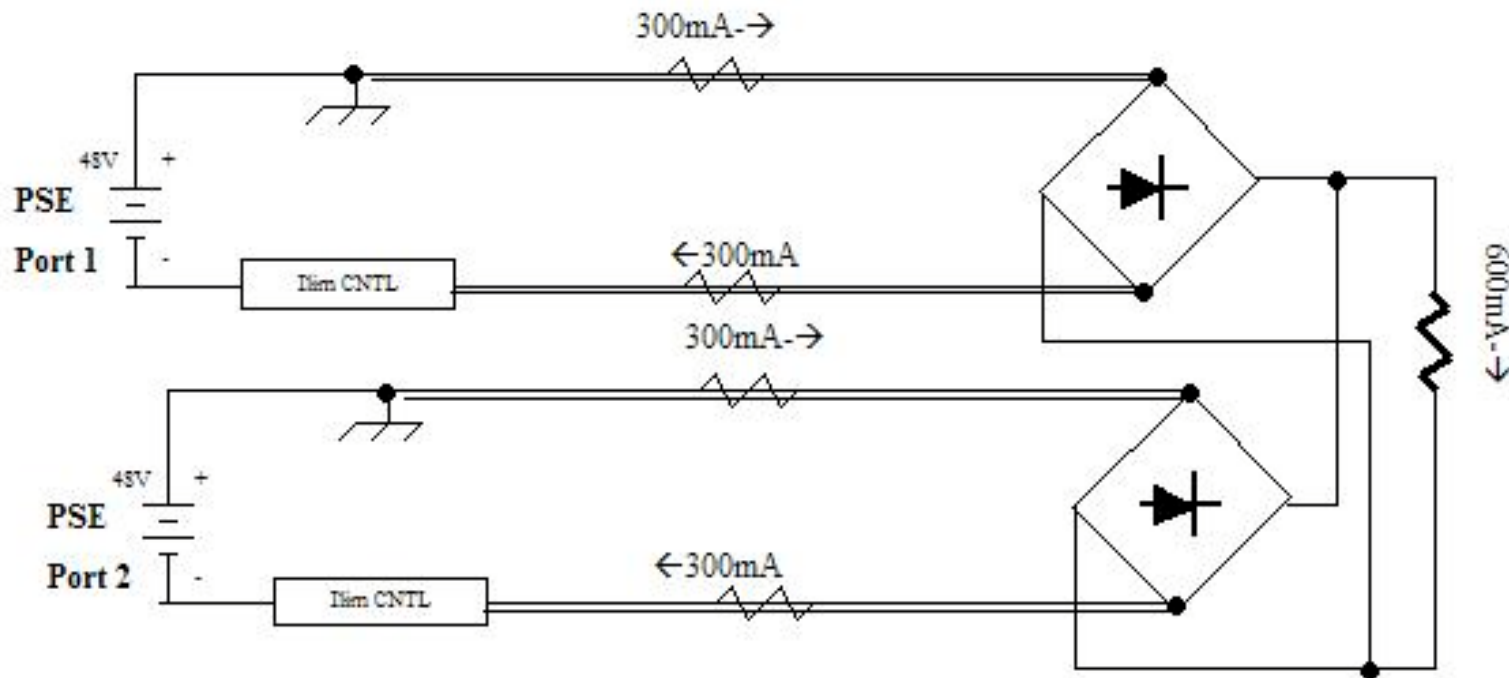 300mA-→
48V +
PSE
Port 1 -
Ilim CNTL
←300mA
300mA-→
600mA-→
48V +
PSE
Port 2 -
Ilim CNTL
←300mA